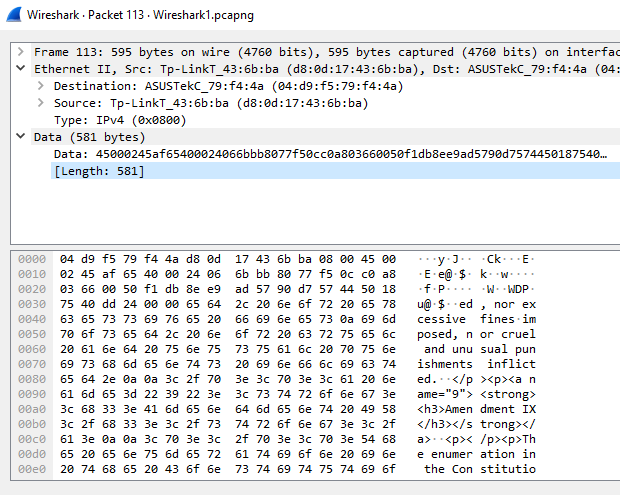 Wireshark · Packet 113 · Wireshark1.pcapng
Frame 113: 595 bytes on wire (4760 bits), 595 bytes captured (4760 bits) on interfac
Ethernet II, Src: Tp-LinkT_43:6b:ba (d8:0d:17:43:6b:ba), Dst: ASUSTekC_79:f4:4a (04:
Destination: ASUSTekC_79:f4:4a (04:d9:f5:79:f4:4a)
Source: Tp-LinkT_43:6b:ba (d8:0d:17:43:6b:ba)
Type: IPv4 (0x0800)
Data (581 bytes)
Data: 45000245af65400024066bbb8077f50cc0a803660050f1db8ee9ad5790d7574450187540…
[Length: 581]
0000 04 d9 f5 79 f4 4a d8 0d 17 43 6b ba 08 00 45 00 ···y·J·· ·Ck···E·
0010 02 45 af 65 40 00 24 06 6b bb 80 77 f5 0c c0 a8 ·E·e@·$· k··w····
0020 03 66 00 50 f1 db 8e e9 ad 57 90 d7 57 44 50 18 ·f·P···· ·W··WDP·
0030 75 40 dd 24 00 00 65 64 2c 20 6e 6f 72 20 65 78 u@·$··ed , nor ex
0040 63 65 73 73 69 76 65 20 66 69 6e 65 73 0a 69 6d cessive fines·im
0050 70 6f 73 65 64 2c 20 6e 6f 72 20 63 72 75 65 6c posed, n or cruel
0060 20 61 6e 64 20 75 6e 75 73 75 61 6c 20 70 75 6e and unu sual pun
0070 69 73 68 6d 65 6e 74 73 20 69 6e 66 6c 69 63 74 ishments inflict
0080 65 64 2e 0a 0a 3c 2f 70 3e 3c 70 3e 3c 61 20 6e ed.··</p ><p><a n
0090 61 6d 65 3d 22 39 22 3e 3c 73 74 72 6f 6e 67 3e ame="9"> <strong>
00a0 3c 68 33 3e 41 6d 65 6e 64 6d 65 6e 74 20 49 58 <h3>Amen dment IX
00b0 3c 2f 68 33 3e 3c 2f 73 74 72 6f 6e 67 3e 3c 2f </h3></s trong></
00c0 61 3e 0a 0a 3c 70 3e 3c 2f 70 3e 3c 70 3e 54 68 a>··<p>< /p><p>Th
00d0 65 20 65 6e 75 6d 65 72 61 74 69 6f 6e 20 69 6e e enumer ation in
00e0 20 74 68 65 20 43 6f 6e 73 74 69 74 75 74 69 6f the Con stitutio